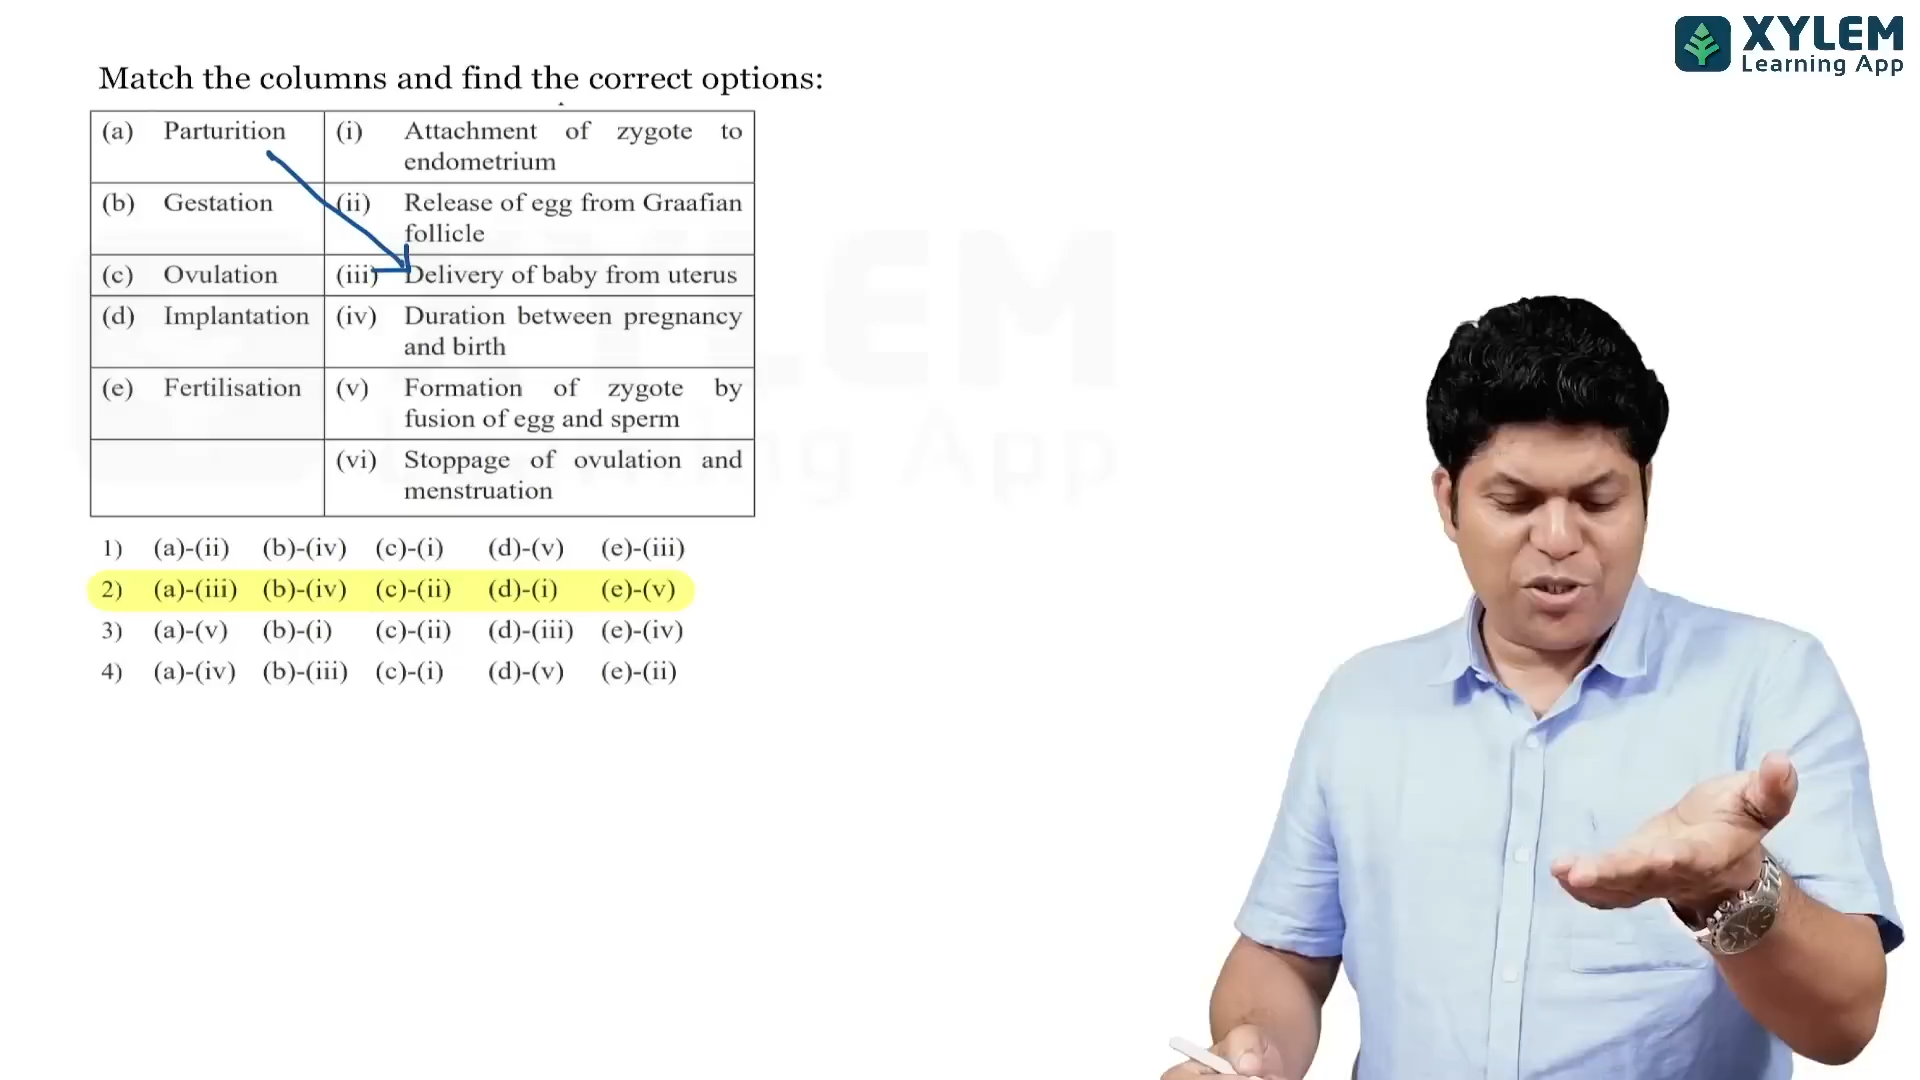 XYLEM
Learning App
Match the columns and find the correct options:
(a) Parturition (i) Attachment of zygote to
endometrium
(b) Gestation (ii) Release of egg from Graafian
follicle
(c) Ovulation (iii) Delivery of baby from uterus
(d) Implantation (iv) Duration between pregnancy
and birth
(e) Fertilisation (v) Formation of zygote by
fusion of egg and sperm
(vi) Stoppage of ovulation and
menstruation
1) (a)-(ii) (b)-(iv) (c)-(i) (d)-(v) (e)-(iii)
2) (a)-(iii) (b)-(iv) (c)-(ii) (d)-(i) (e)-(v)
3) (a)-(v) (b)-(i) (c)-(ii) (d)-(iii) (e)-(iv)
4) (a)-(iv) (b)-(iii) (c)-(i) (d)-(v) (e)-(ii)
XYLEM
Learning App